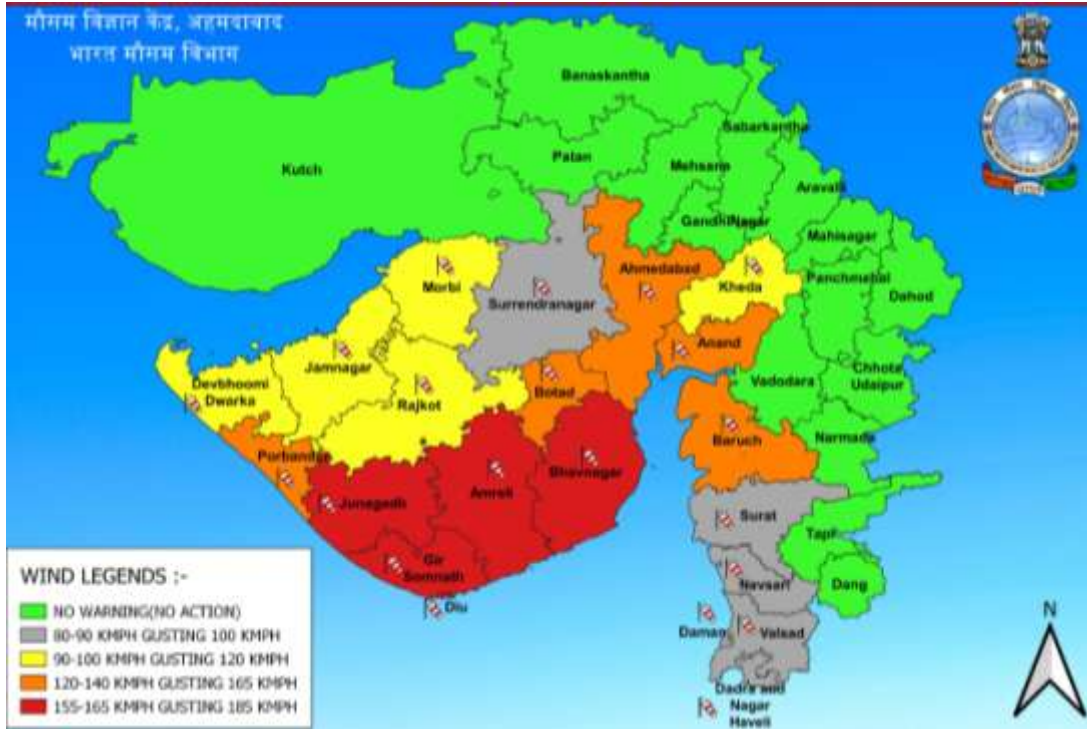 मौसम विज्ञान केंद्र, अहमदाबाद
भारत मौसम विभाग
Banaskantha
Sabarkantha
Patan
Mehsana
Kutch
Aravalli
GandhiNagar
Mahisagar
Ahmedabad
Panchmahal
Morbi
Kheda
Dahod
Surrendranagar
Anand
Jamnagar
Chhota
Udaipur
Devbhoomi
Dwarka
Vadodara
Rajkot
Botad
Narmada
Baruch
Porbandar
Bhavnagar
Amreli
Junagadh
Surat
Tapi
Gir
Somnath
Navsari
Dang
Diu
Daman
Valsad
Dadra and
Nagar
Haveli
N
WIND LEGENDS :-
NO WARNING(NO ACTION)
80-90 KMPH GUSTING 100 KMPH
90-100 KMPH GUSTING 120 KMPH
120-140 KMPH GUSTING 165 KMPH
155-165 KMPH GUSTING 185 KMPH